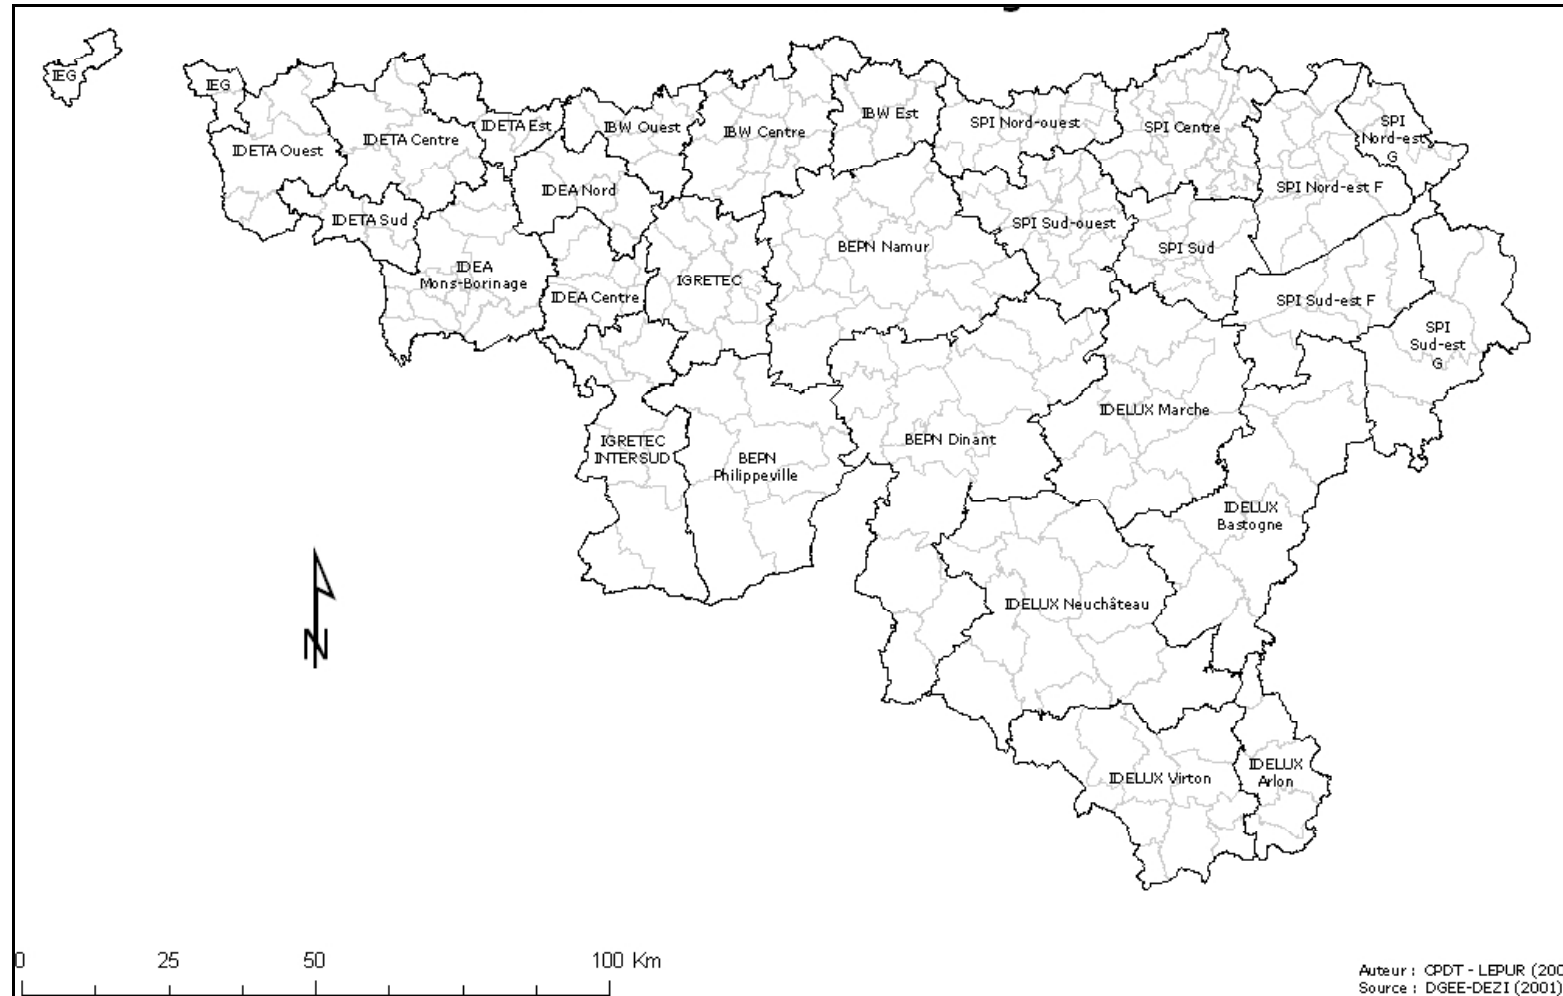 IEG
IEG
IDETA Ouest
IDETA Centre
IDETA Est
IBW Ouest
IBW Centre
IBW Est
SPI Nord-ouest
SPI Centre
SPI
Nord-est
G
SPI Nord-est F
IDETA Sud
IDEA Nord
IDEA
Mons-Borinage
IDEA Centre
IGRETEC
BEPN Namur
SPI Sud-ouest
SPI Sud
SPI Sud-est F
SPI
Sud-est
G
IGRETEC
INTERSUD
BEPN
Philippeville
BEPN Dinant
IDELUX Marche
IDELUX
Bastogne
IDELUX Neuchâteau
IDELUX Virton
IDELUX
Arlon
N
0 25 50 100 Km
Auteur : CPDT - LEPUR (200
Source : DGEE-DEZI (2001)